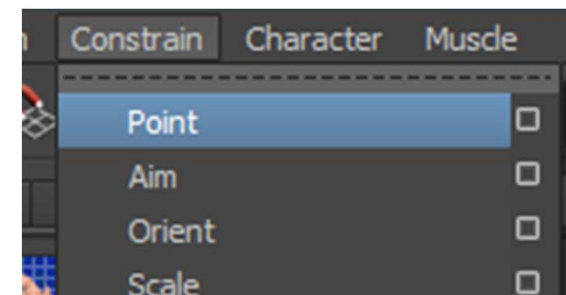 Constrain Character Muscle
Point
Aim
Orient
Scale